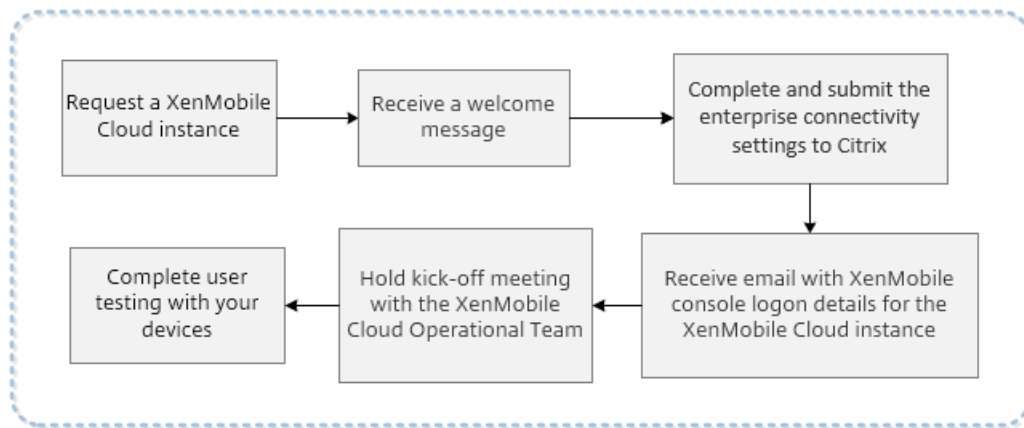 Request a XenMobile
Cloud instance
Receive a welcome
message
Complete and submit the
enterprise connectivity
settings to Citrix
Receive email with XenMobile
console logon details for the
XenMobile Cloud instance
Hold kick-off meeting
with the XenMobile
Cloud Operational Team
Complete user
testing with your
devices